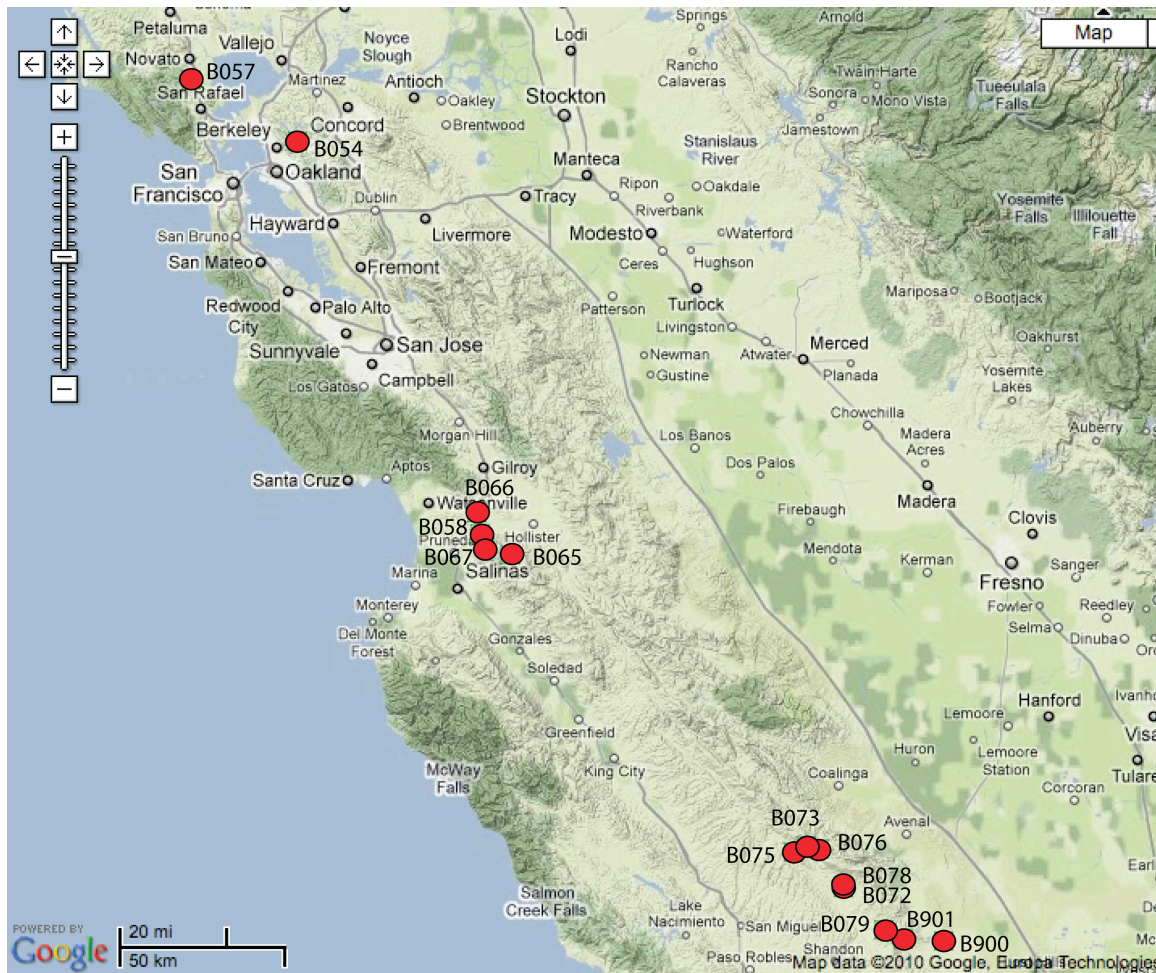 Petaluma
Sonoma
Novato
Vallejo
Noyce
Slough
Lodi
Springs
Arnold
Map
B057
San Rafael
Martinez
Antioch
Oakley
Rancho
Calaveras
Twain-Harte
Sonora
Mono Vista
Tueeulala
Falls
Stockton
Jamestown
Berkeley
Concord
Brentwood
B054
Stanislaus
River
San
Francisco
Oakland
Manteca
Dublin
Tracy
Ripon
Oakdale
Riverbank
Yosemite
Falls
Illilouette
Fall
San Bruno
Hayward
Livermore
Modesto
Waterford
San Mateo
Fremont
Ceres
Hughson
Redwood
City
Palo Alto
Patterson
Turlock
Mariposa
Bootjack
Livingston
Sunnyvale
San Jose
Newman
Gustine
Atwater
Merced
Planada
Oakhurst
Los Gatos
Campbell
Yosemite
Lakes
Chowchilla
Morgan Hill
Los Banos
Madera
Acres
Auberry
Santa Cruz
Aptos
Gilroy
Dos Palos
Madera
B066
Watsonville
Firebaugh
Clovis
B058
Hollister
B067
B065
Mendota
Kerman
Sanger
Fresno
Marina
Salinas
Monterey
Del Monte
Forest
Fowler
Reedley
Selma
Dinuba
Gonzales
Soledad
Greenfield
Hanford
Lemoore
King City
Huron
Lemoore
Station
McWay
Falls
Coalinga
Corcoran
Tulare
B073
Avenal
B075
B076
B078
B072
Salmon
Creek Falls
Lake
Nacimiento
San Miguel
B079
B901
B900
Shandon
Paso Robles
POWERED BY
Google
20 mi
50 km
Map data ©2010 Google, Europa Technologies